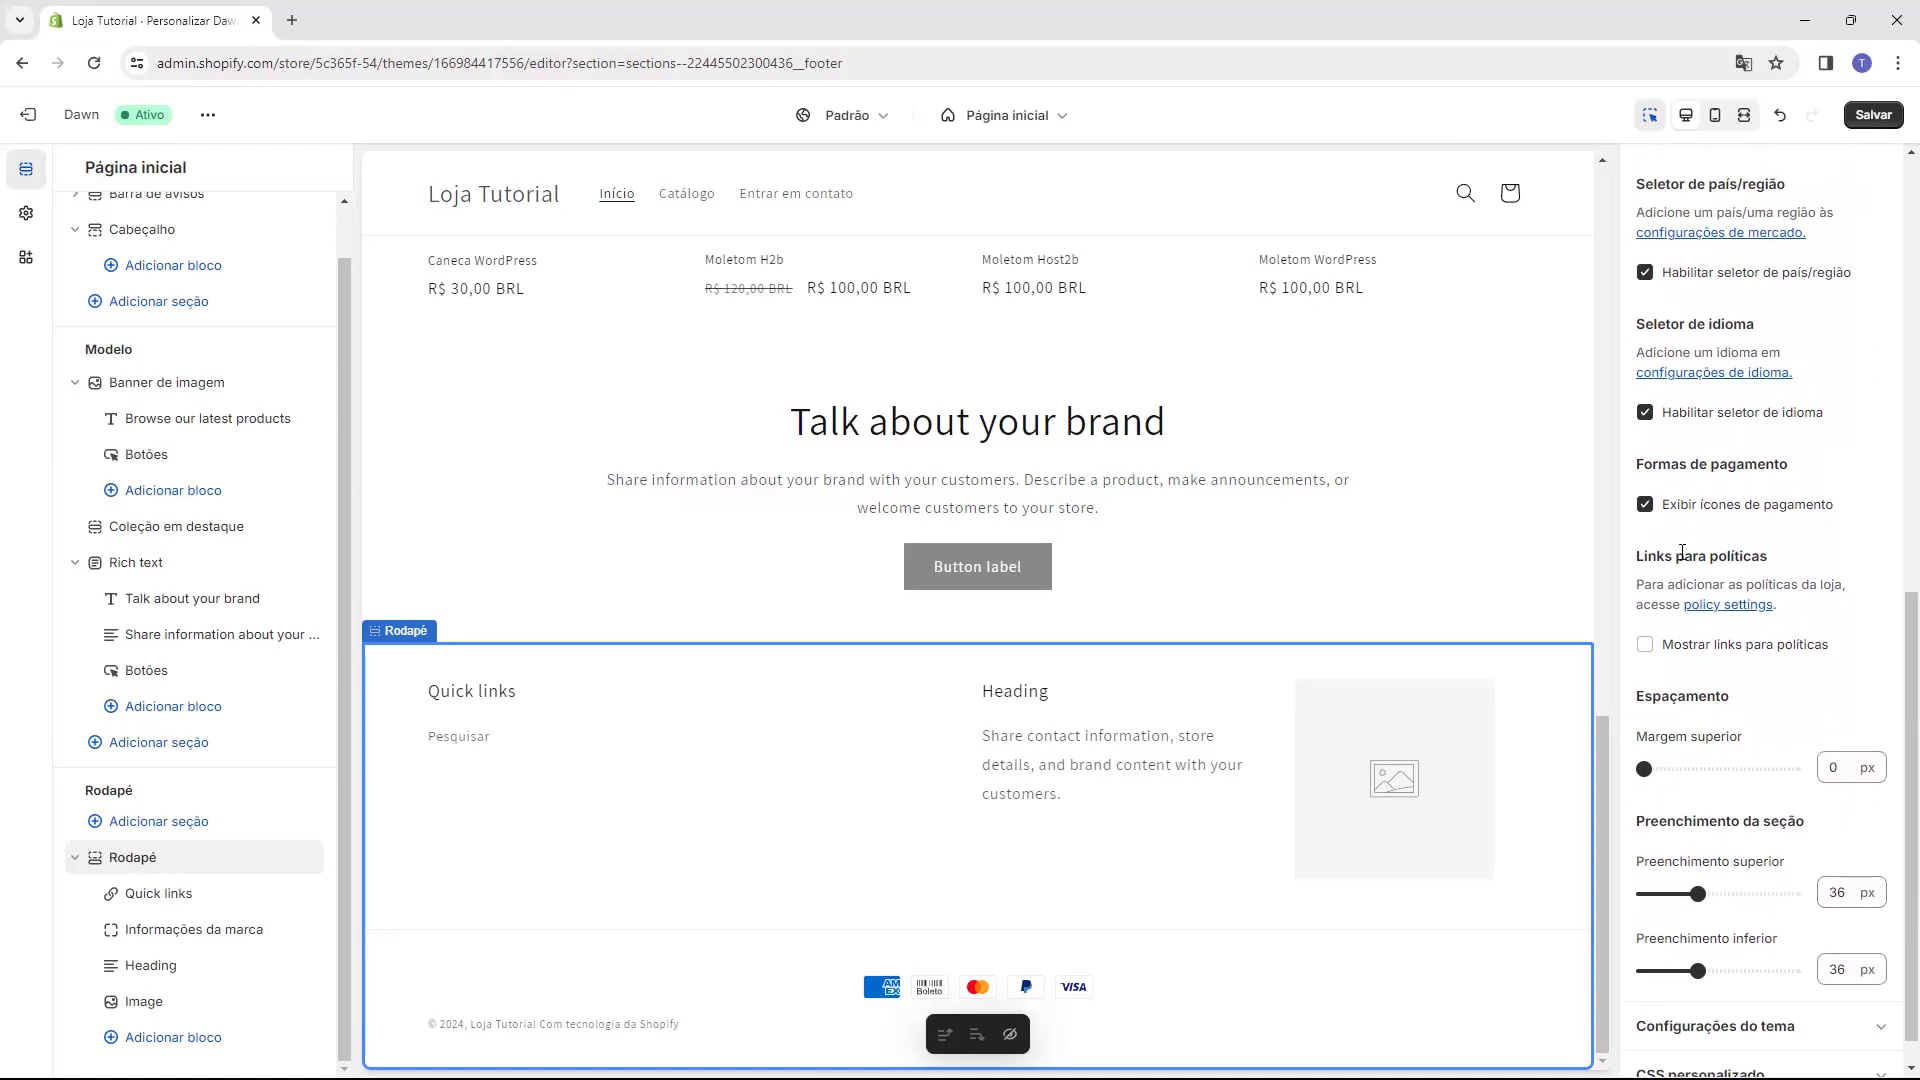 Loja Tutorial · Personalizar Daw
admin.shopify.com/store/5c365f-54/themes/166984417556/editor?section=sections--22445502300436__footer
T
Dawn
Ativo
Padrão
Página inicial
Salvar
Página inicial
Barra de avisos
Cabeçalho
Adicionar bloco
Adicionar seção
Modelo
Banner de imagem
Browse our latest products
Botões
Adicionar bloco
Coleção em destaque
Rich text
Talk about your brand
Share information about your ...
Botões
Adicionar bloco
Adicionar seção
Rodapé
Adicionar seção
Rodapé
Quick links
Informações da marca
Heading
Image
Adicionar bloco
Loja Tutorial
Início
Catálogo
Entrar em contato
Caneca WordPress
R$ 30,00 BRL
Moletom H2b
R$ 120,00 BRL R$ 100,00 BRL
Moletom Host2b
R$ 100,00 BRL
Moletom WordPress
R$ 100,00 BRL
Talk about your brand
Share information about your brand with your customers. Describe a product, make announcements, or
welcome customers to your store.
Button label
Rodapé
Quick links
Pesquisar
Heading
Share contact information, store
details, and brand content with your
customers.
AM
EX
Boleto
VISA
© 2024, Loja Tutorial Com tecnologia da Shopify
Seletor de país/região
Adicione um país/uma região às
configurações de mercado.
Habilitar seletor de país/região
Seletor de idioma
Adicione um idioma em
configurações de idioma.
Habilitar seletor de idioma
Formas de pagamento
Exibir ícones de pagamento
Links para políticas
Para adicionar as políticas da loja,
acesse policy settings.
Mostrar links para políticas
Espaçamento
Margem superior
0 px
Preenchimento da seção
Preenchimento superior
36 px
Preenchimento inferior
36 px
Configurações do tema
CSS personalizado